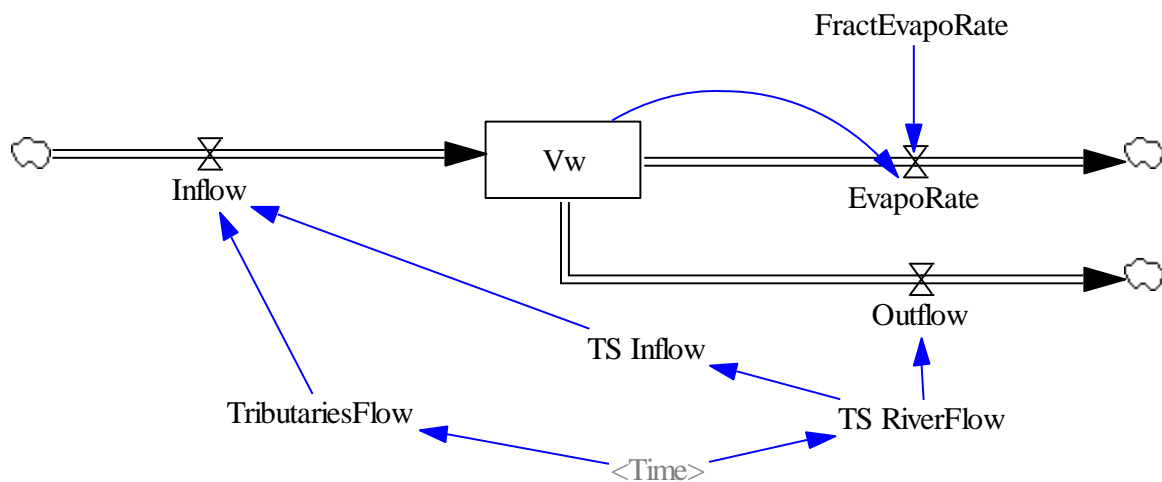 FractEvapoRate
Vw
Inflow
EvapoRate
Outflow
TS Inflow
TributariesFlow
TS RiverFlow
<Time>